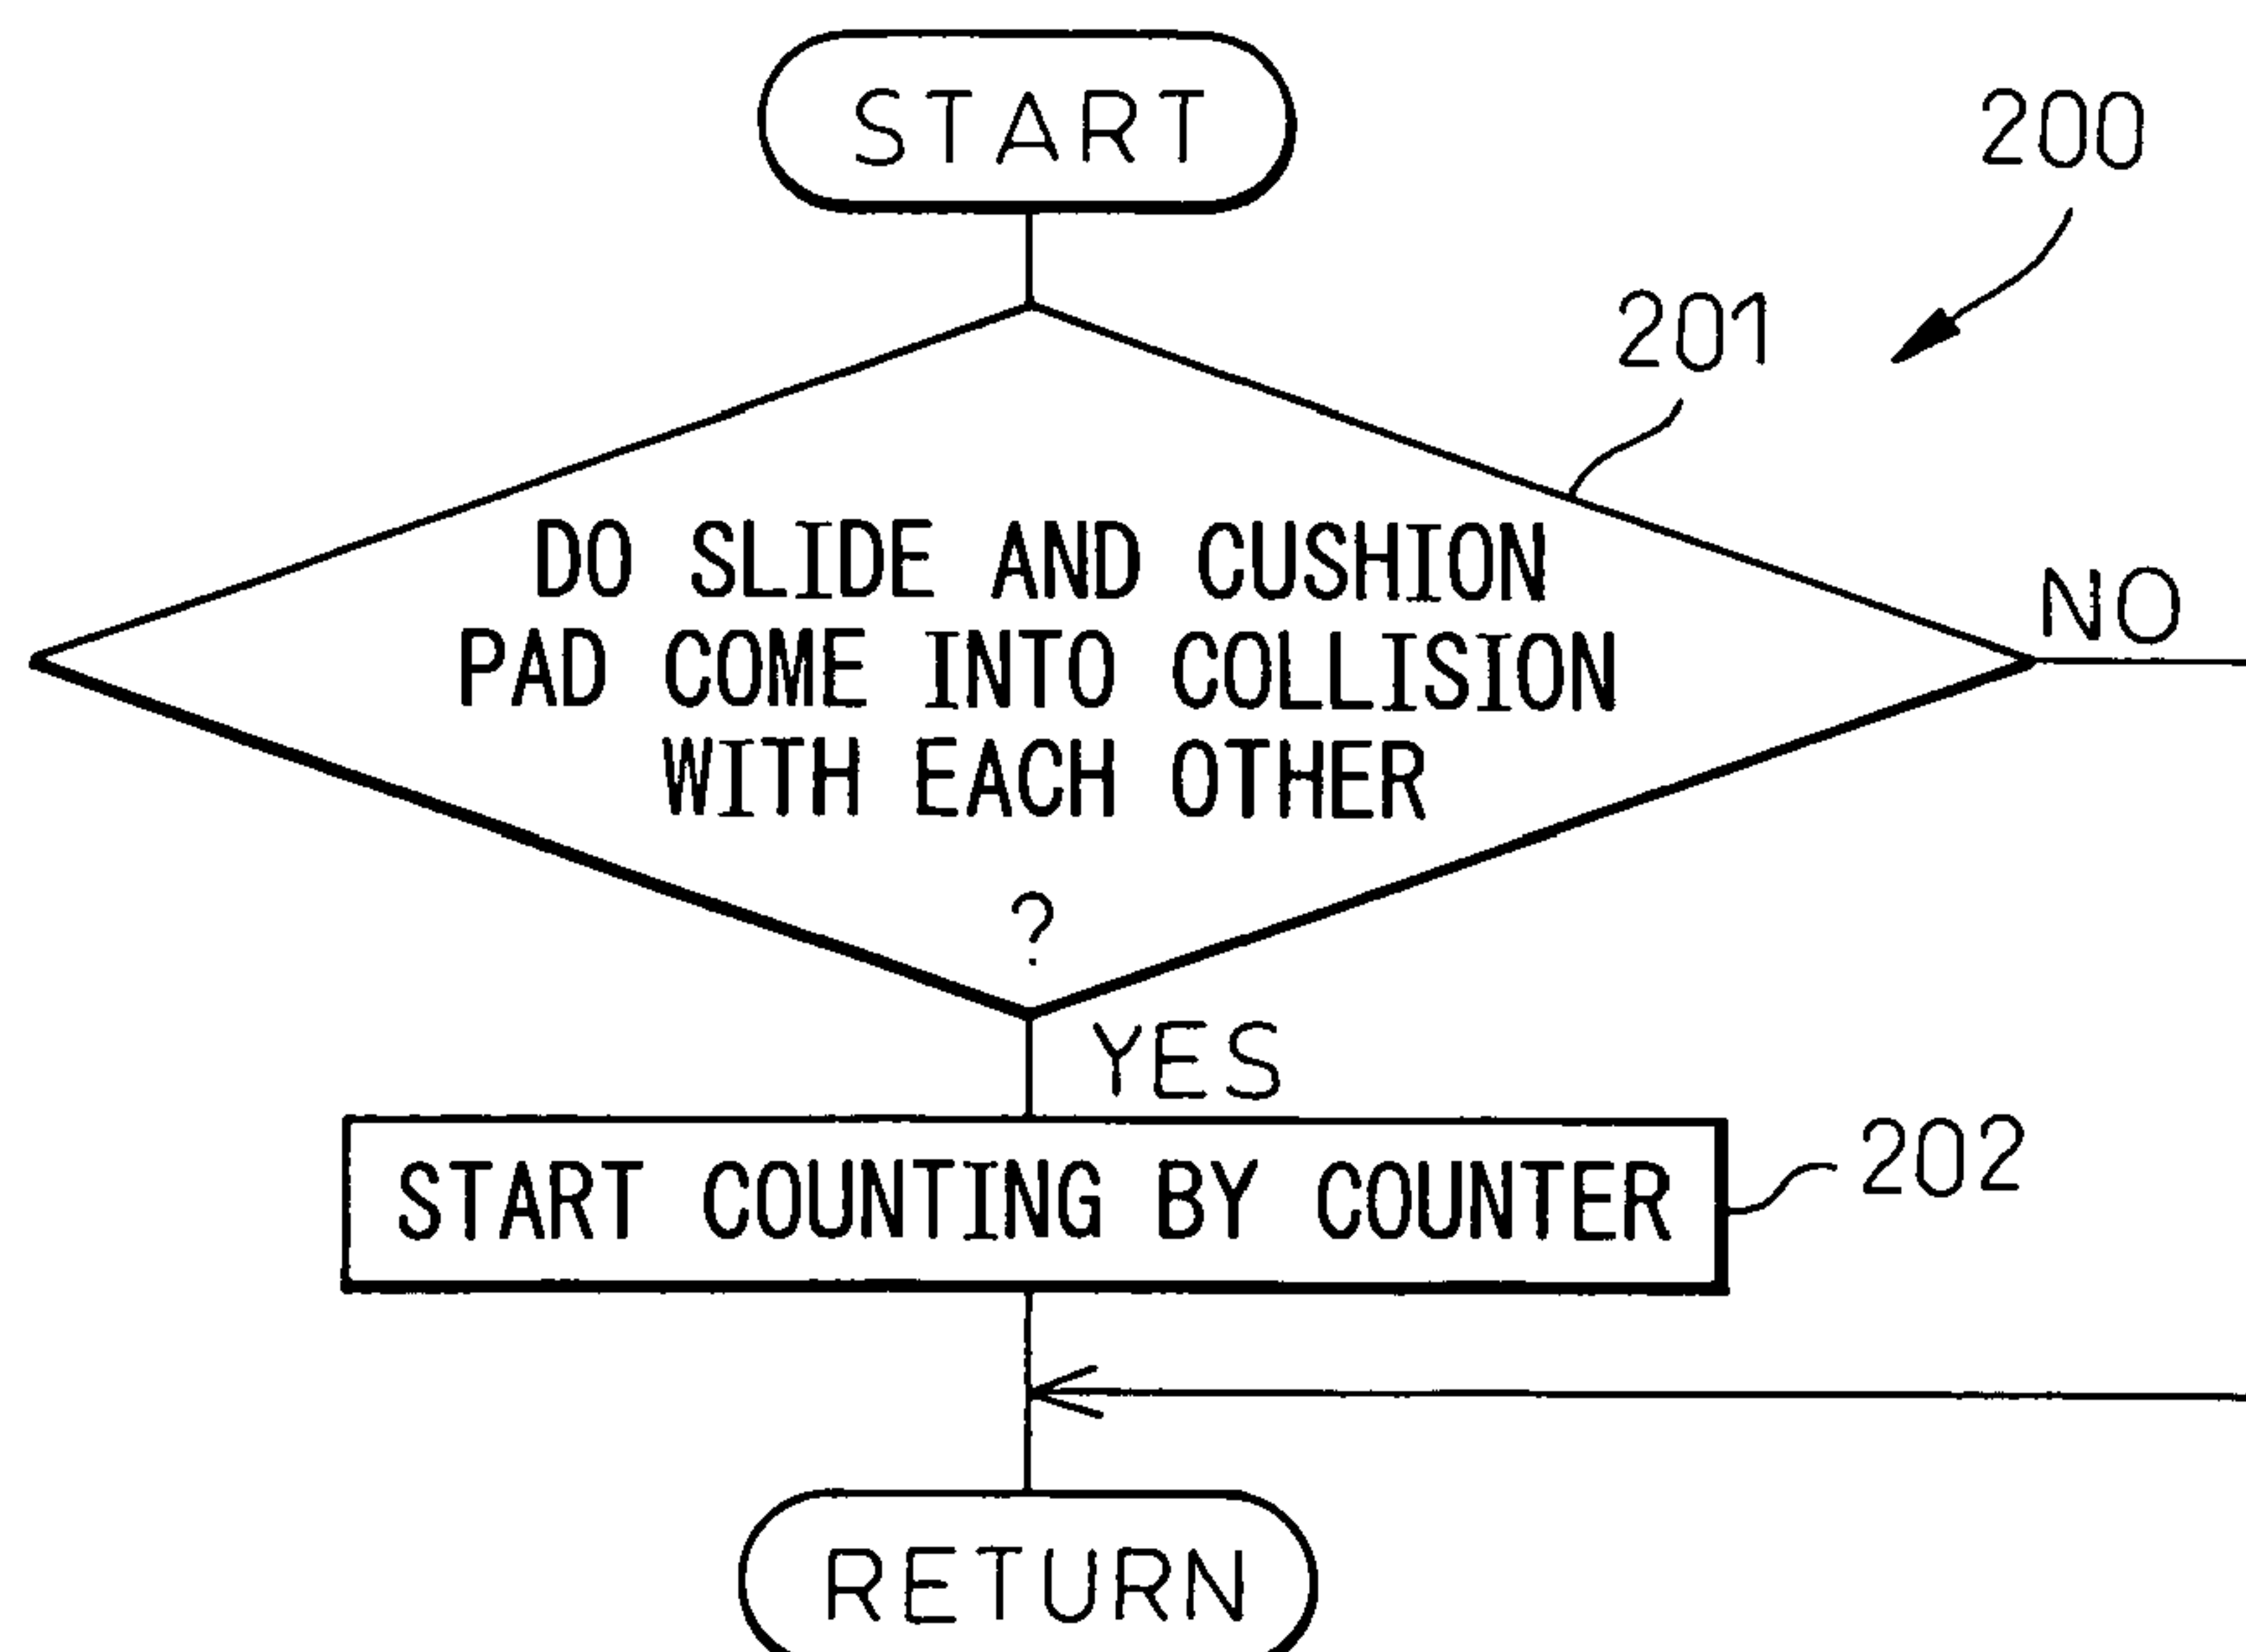 START
200
201
DO SLIDE AND CUSHION
PAD COME INTO COLLISION
WITH EACH OTHER
?
NO
YES
START COUNTING BY COUNTER
202
RETURN